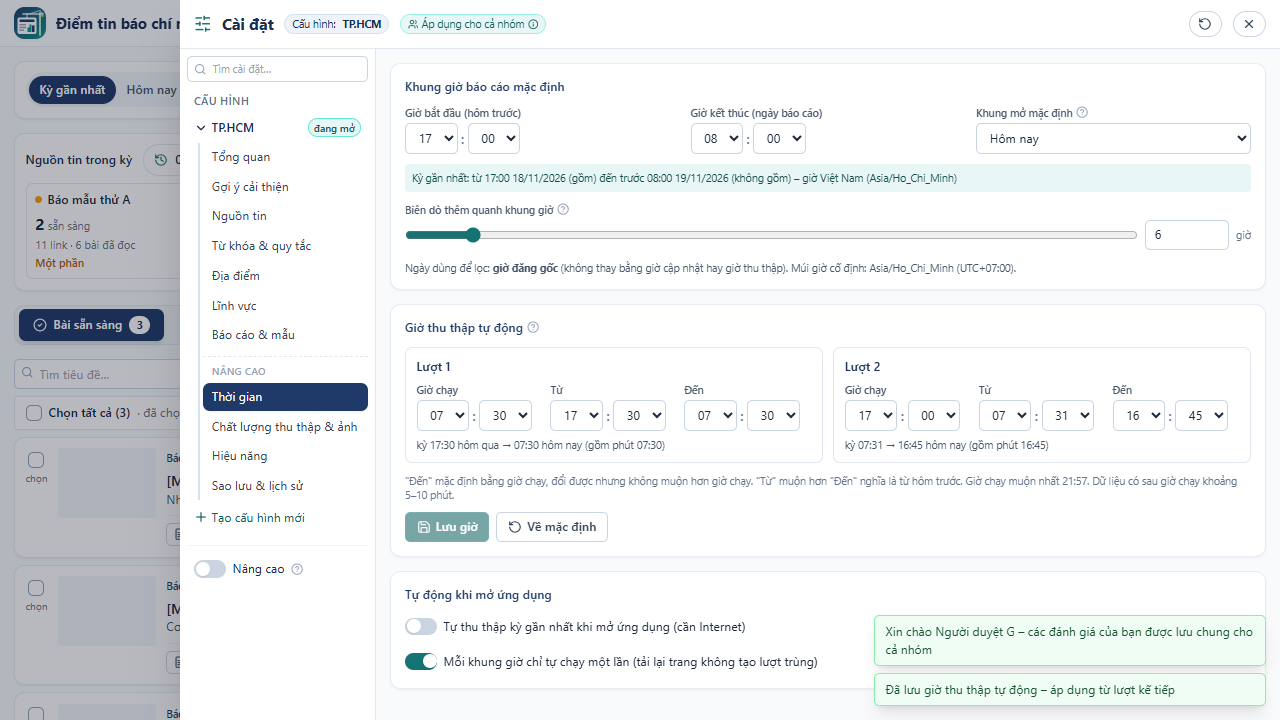 Điểm tin báo chí
Cài đặt
Cấu hình: TP.HCM
Áp dụng cho cả nhóm
Kỳ gần nhất
Hôm nay
Nguồn tin trong kỳ
Báo mẫu thử A
2 sẵn sàng
11 link · 6 bài đã đọc
Một phần
Bài sẵn sàng 3
Tìm tiêu đề...
Chọn tất cả (3) · đã chọ
chọn
chọn
Tìm cài đặt...
CẤU HÌNH
TP.HCM
đang mở
Tổng quan
Gợi ý cải thiện
Nguồn tin
Từ khóa & quy tắc
Địa điểm
Lĩnh vực
Báo cáo & mẫu
NÂNG CAO
Thời gian
Chất lượng thu thập & ảnh
Hiệu năng
Sao lưu & lịch sử
+ Tạo cấu hình mới
Nâng cao
Khung giờ báo cáo mặc định
Giờ bắt đầu (hôm trước)
17 : 00
Giờ kết thúc (ngày báo cáo)
08 : 00
Khung mở mặc định
Hôm nay
Kỳ gần nhất: từ 17:00 18/11/2026 (gồm) đến trước 08:00 19/11/2026 (không gồm) – giờ Việt Nam (Asia/Ho_Chi_Minh)
Biên dò thêm quanh khung giờ
6 giờ
Ngày dùng để lọc: giờ đăng gốc (không thay bằng giờ cập nhật hay giờ thu thập). Múi giờ cố định: Asia/Ho_Chi_Minh (UTC+07:00).
Giờ thu thập tự động
Lượt 1
Giờ chạy Từ Đến
07 : 30 17 : 30 07 : 30
kỳ 17:30 hôm qua → 07:30 hôm nay (gồm phút 07:30)
Lượt 2
Giờ chạy Từ Đến
17 : 00 07 : 31 16 : 45
kỳ 07:31 → 16:45 hôm nay (gồm phút 16:45)
"Đến" mặc định bằng giờ chạy, đổi được nhưng không muộn hơn giờ chạy. "Từ" muộn hơn "Đến" nghĩa là từ hôm trước. Giờ chạy muộn nhất 21:57. Dữ liệu có sau giờ chạy khoảng
5–10 phút.
Lưu giờ
Về mặc định
Tự động khi mở ứng dụng
Tự thu thập kỳ gần nhất khi mở ứng dụng (cần Internet)
Mỗi khung giờ chỉ tự chạy một lần (tải lại trang không tạo lượt trùng)
Xin chào Người duyệt G – các đánh giá của bạn được lưu chung cho
cả nhóm
Đã lưu giờ thu thập tự động – áp dụng từ lượt kế tiếp